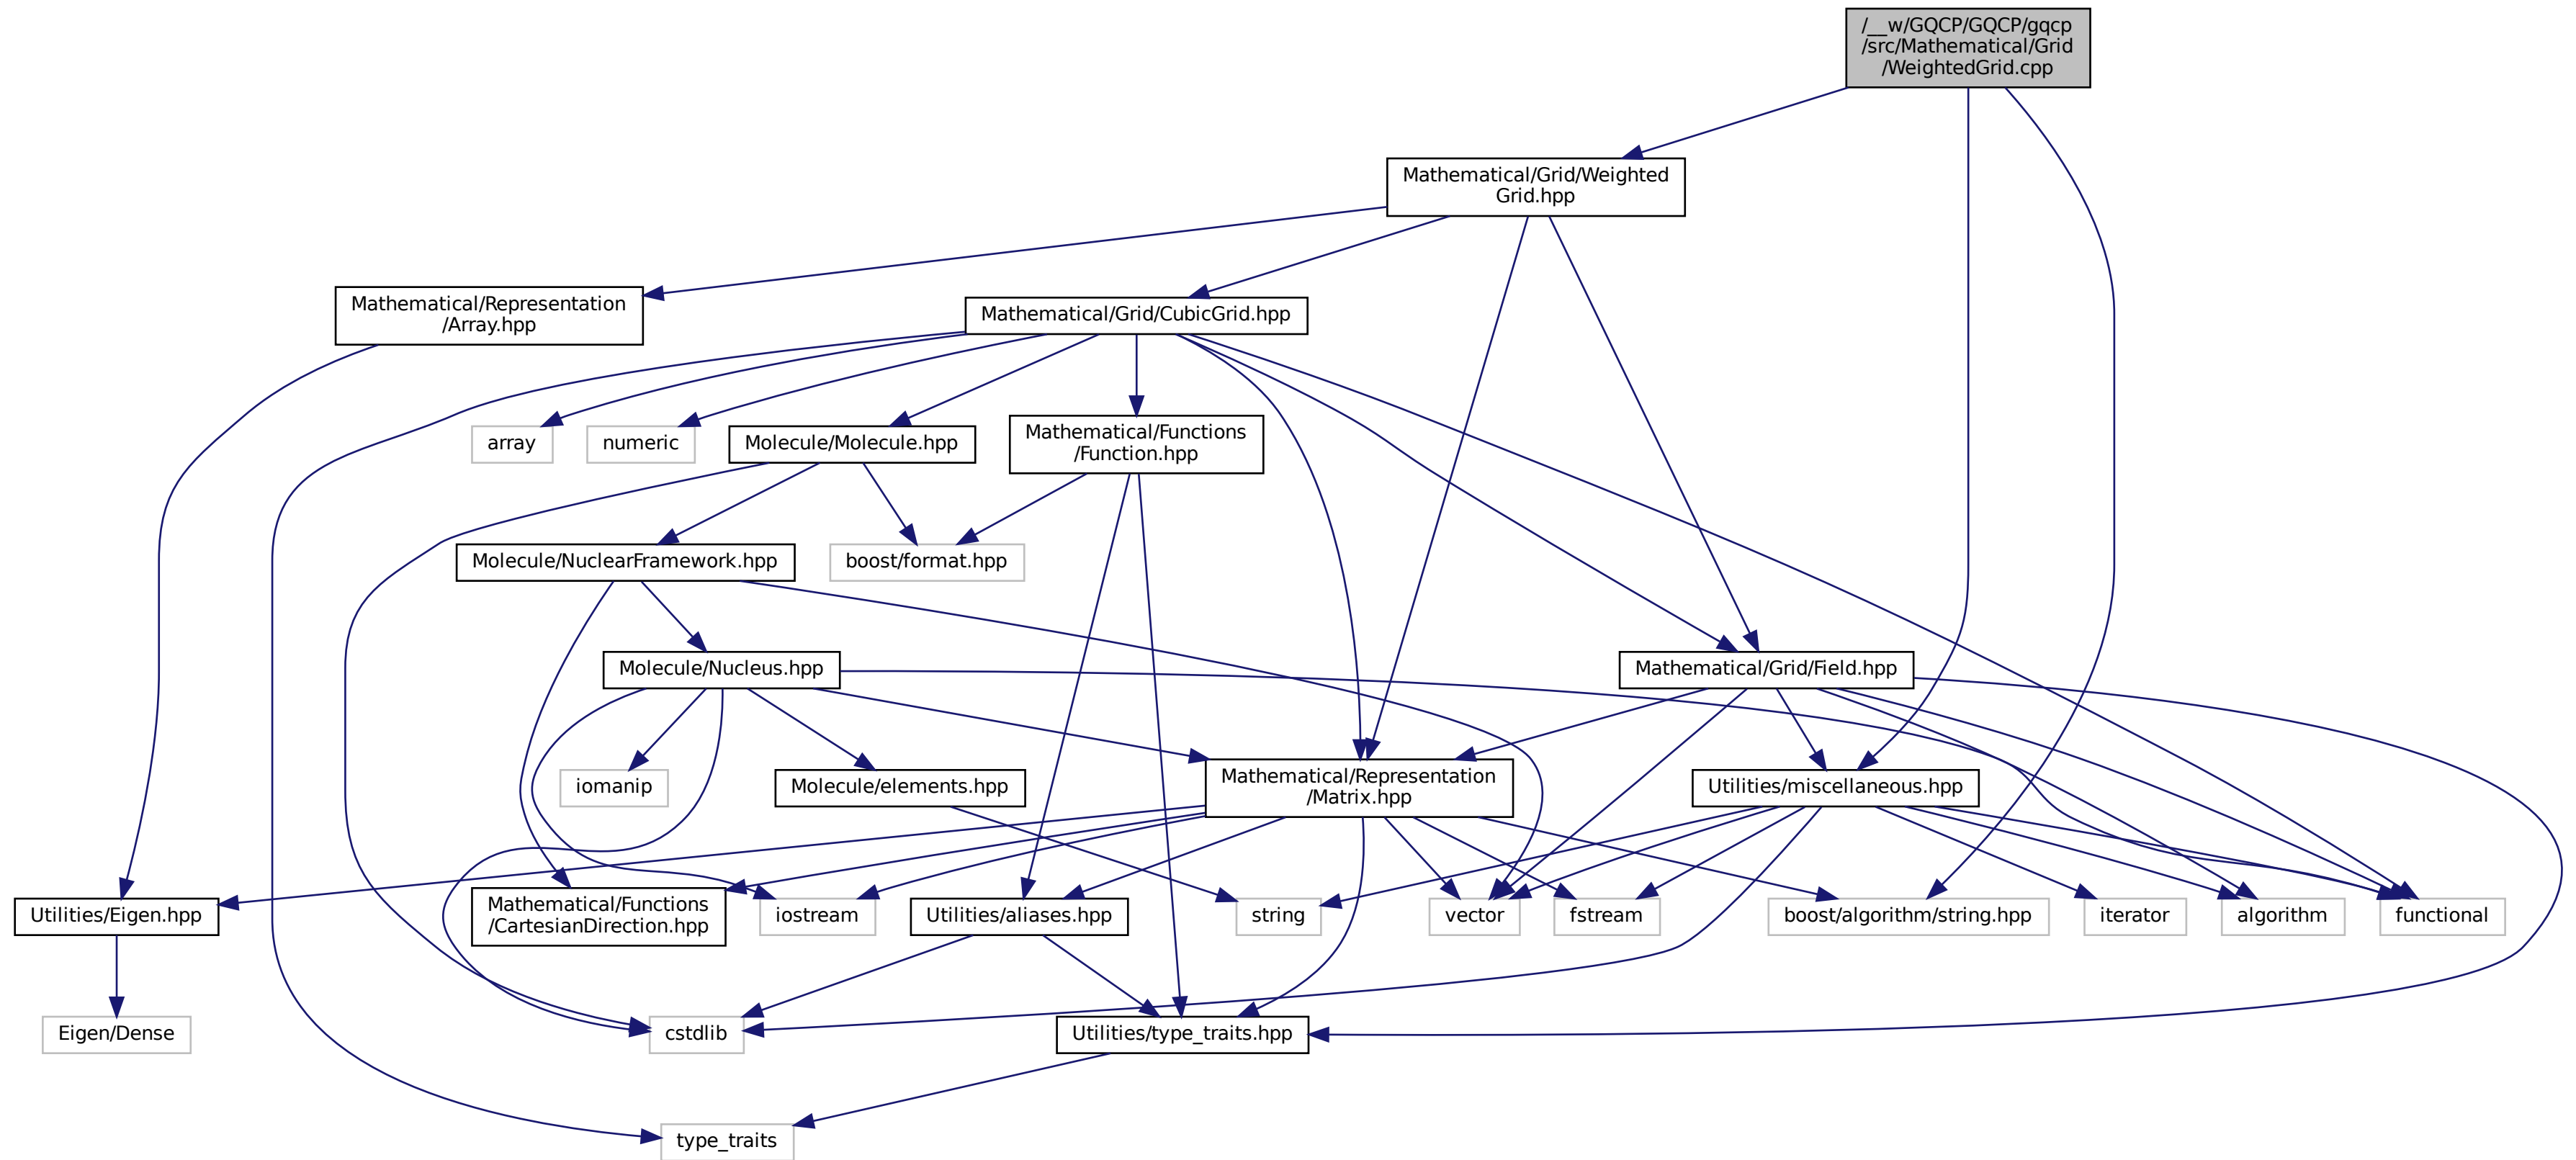 /__w/GQCP/GQCP/gqcp
/src/Mathematical/Grid
/WeightedGrid.cpp
Mathematical/Grid/Weighted
Grid.hpp
Mathematical/Representation
/Array.hpp
Mathematical/Grid/CubicGrid.hpp
array
numeric
Molecule/Molecule.hpp
Mathematical/Functions
/Function.hpp
Molecule/NuclearFramework.hpp
boost/format.hpp
Molecule/Nucleus.hpp
Mathematical/Grid/Field.hpp
iomanip
Molecule/elements.hpp
Mathematical/Representation
/Matrix.hpp
Utilities/miscellaneous.hpp
Utilities/Eigen.hpp
Mathematical/Functions
/CartesianDirection.hpp
iostream
Utilities/aliases.hpp
string
vector
fstream
boost/algorithm/string.hpp
iterator
algorithm
functional
Eigen/Dense
cstdlib
Utilities/type_traits.hpp
type_traits